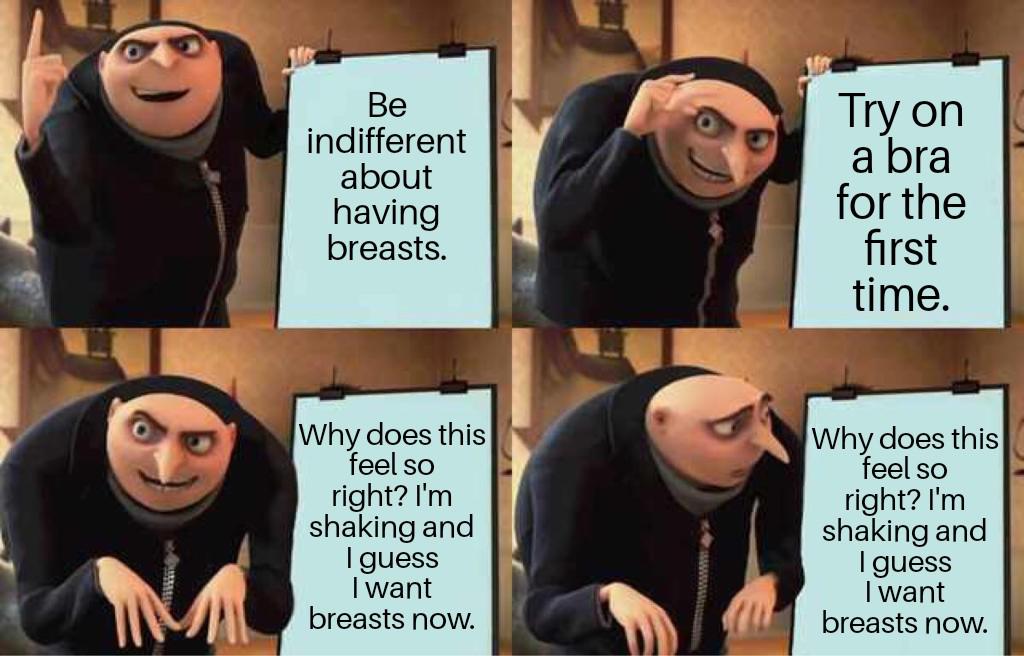 Be
indifferent
about
having
breasts.
Try on
a bra
for the
first
time.
Why does this
feel so
right? I'm
shaking and
I guess
I want
breasts now.
Why does this
feel so
right? I'm
shaking and
I guess
I want
breasts now.